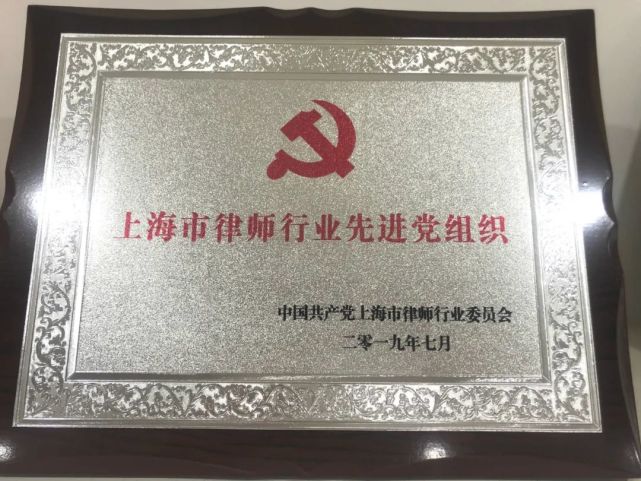 上海市律师行业先进党组织
中国共产党上海市律师行业委员会
二零一九年七月